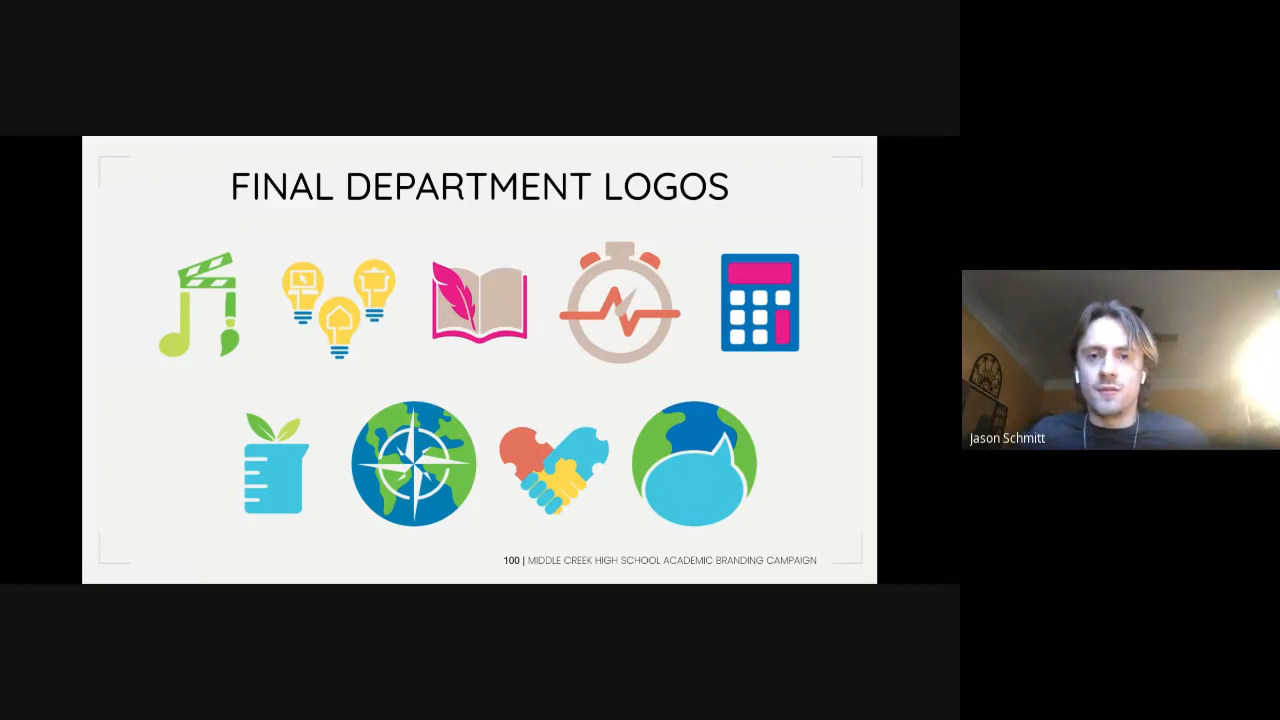 FINAL DEPARTMENT LOGOS
100 | MIDDLE CREEK HIGH SCHOOL ACADEMIC BRANDING CAMPAIGN
Jason Schmitt